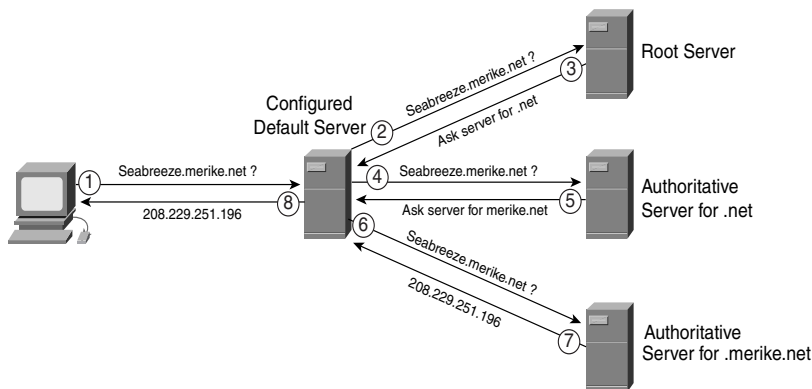 Root Server
Seabreeze.merike.net ?
3
Configured
Default Server
2
Ask server for .net
1
Seabreeze.merike.net ?
4
Seabreeze.merike.net ?
Authoritative
Server for .net
208.229.251.196
8
Ask server for merike.net
5
6
Seabreeze.merike.net ?
208.229.251.196
7
Authoritative
Server for .merike.net